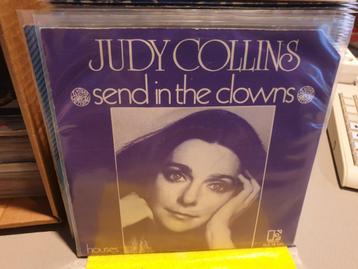 JUDY COLLINS
send in the clowns
houses